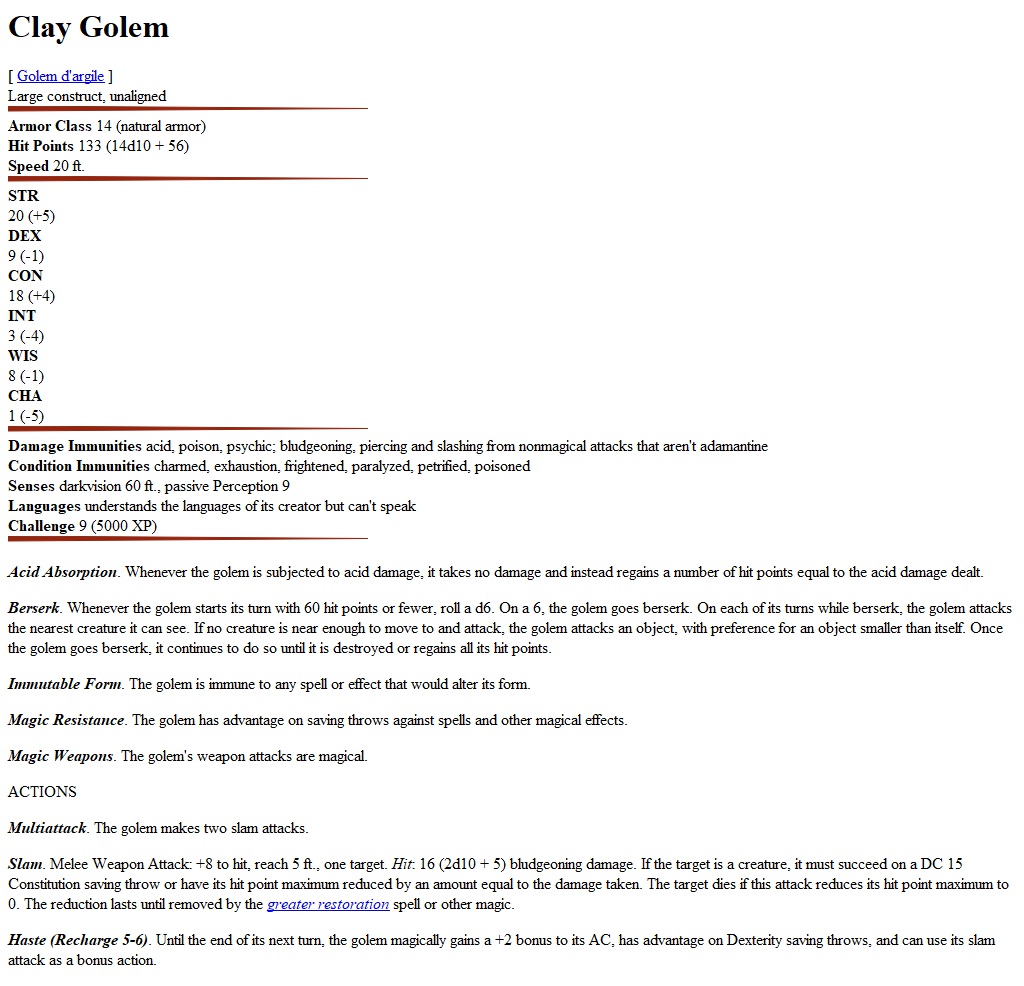 Clay Golem
[ Golem d'argile ]
Large construct, unaligned
Armor Class 14 (natural armor)
Hit Points 133 (14d10 + 56)
Speed 20 ft.
STR
20 (+5)
DEX
9 (-1)
CON
18 (+4)
INT
3 (-4)
WIS
8 (-1)
CHA
1 (-5)
Damage Immunities acid, poison, psychic; bludgeoning, piercing and slashing from nonmagical attacks that aren't adamantine
Condition Immunities charmed, exhaustion, frightened, paralyzed, petrified, poisoned
Senses darkvision 60 ft., passive Perception 9
Languages understands the languages of its creator but can't speak
Challenge 9 (5000 XP)
Acid Absorption. Whenever the golem is subjected to acid damage, it takes no damage and instead regains a number of hit points equal to the acid damage dealt.
Berserk. Whenever the golem starts its turn with 60 hit points or fewer, roll a d6. On a 6, the golem goes berserk. On each of its turns while berserk, the golem attacks
the nearest creature it can see. If no creature is near enough to move to and attack, the golem attacks an object, with preference for an object smaller than itself. Once
the golem goes berserk, it continues to do so until it is destroyed or regains all its hit points.
Immutable Form. The golem is immune to any spell or effect that would alter its form.
Magic Resistance. The golem has advantage on saving throws against spells and other magical effects.
Magic Weapons. The golem's weapon attacks are magical.
ACTIONS
Multiattack. The golem makes two slam attacks.
Slam. Melee Weapon Attack: +8 to hit, reach 5 ft., one target. Hit: 16 (2d10 + 5) bludgeoning damage. If the target is a creature, it must succeed on a DC 15
Constitution saving throw or have its hit point maximum reduced by an amount equal to the damage taken. The target dies if this attack reduces its hit point maximum to
0. The reduction lasts until removed by the greater restoration spell or other magic.
Haste (Recharge 5-6). Until the end of its next turn, the golem magically gains a +2 bonus to its AC, has advantage on Dexterity saving throws, and can use its slam
attack as a bonus action.